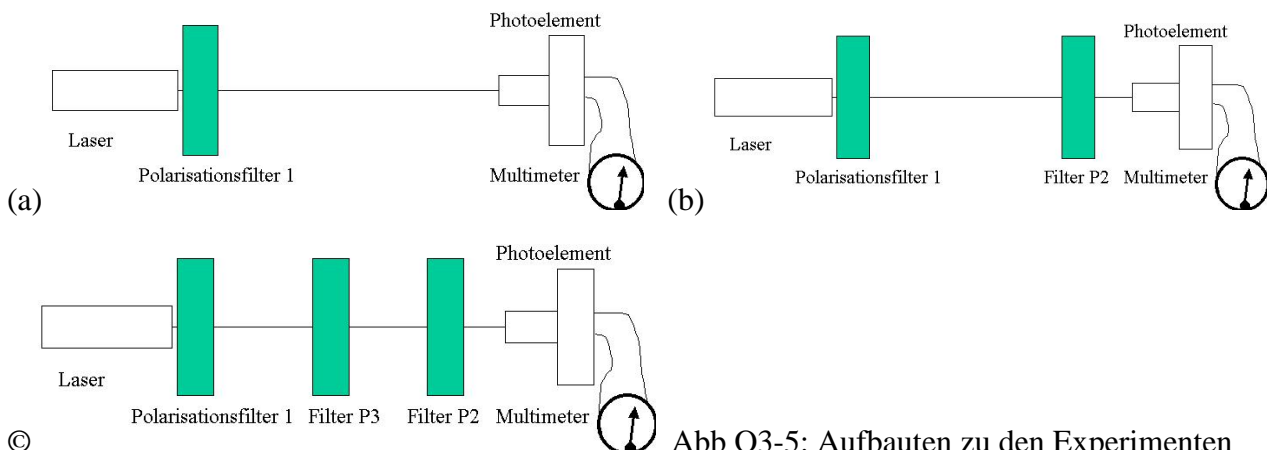 Photoelement
Laser
Polarisationsfilter 1
Multimeter
(a)
Photoelement
Laser
Polarisationsfilter 1
Filter P2
Multimeter
(b)
Photoelement
Laser
Polarisationsfilter 1
Filter P3
Filter P2
Multimeter
©
Abb O3-5: Aufbauten zu den Experimenten